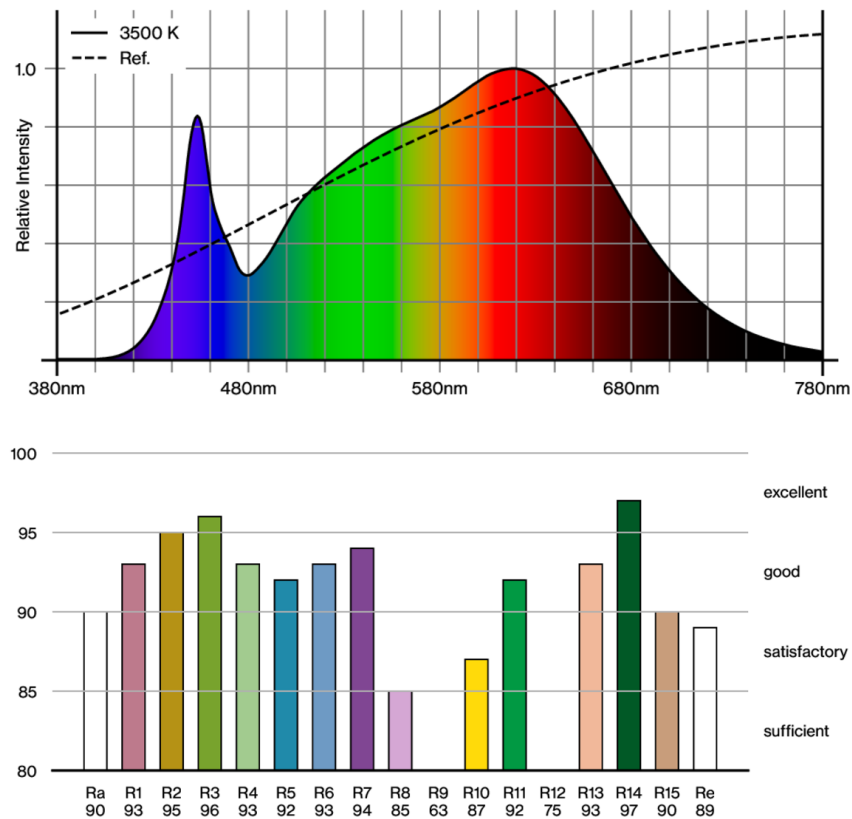 3500 K
Ref.
1.0
Relative Intensity
380nm 480nm 580nm 680nm 780nm
100
excellent
95
good
90
satisfactory
85
sufficient
80
Ra R1 R2 R3 R4 R5 R6 R7 R8 R9 R10 R11 R12 R13 R14 R15 Re
90 93 95 96 93 92 93 94 85 63 87 92 75 93 97 90 89